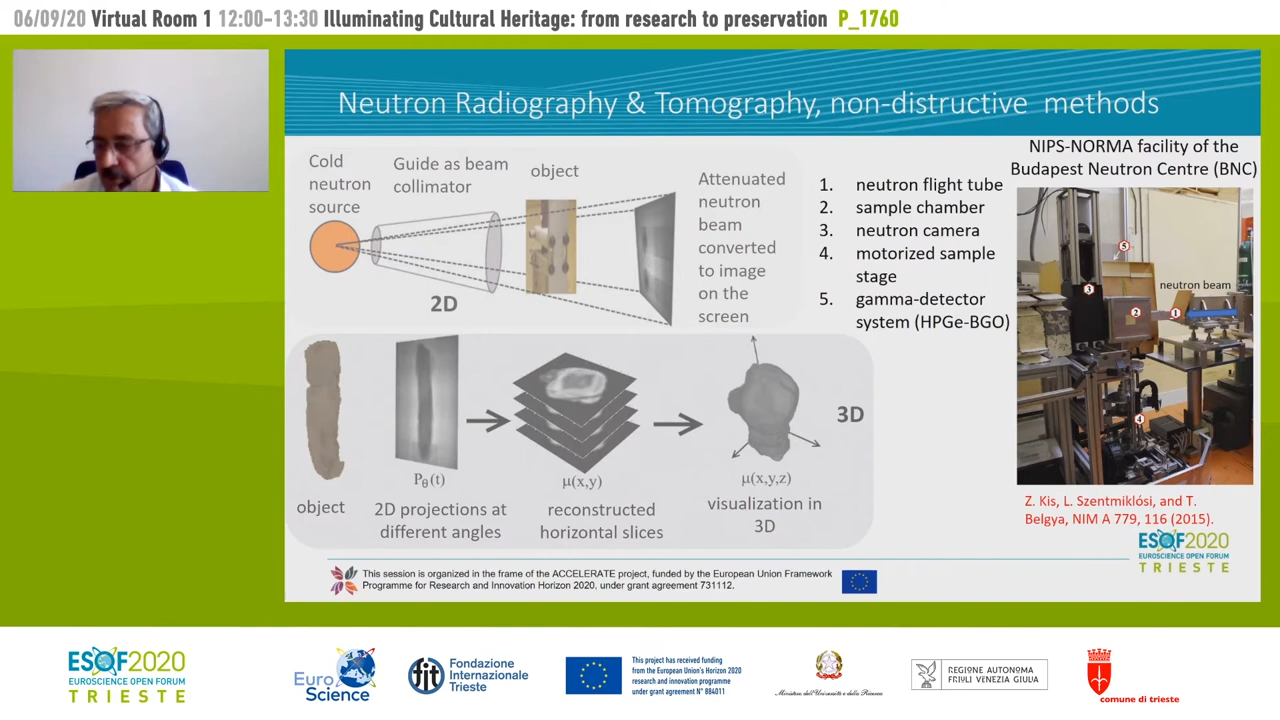 06/09/20 Virtual Room 1 12:00-13:30 Illuminating Cultural Heritage: from research to preservation P_1760
Neutron Radiography & Tomography, non-distructive methods
Cold
neutron
source
Guide as beam
collimator
object
Attenuated
neutron
beam
converted
to image
on the
screen
2D
1. neutron flight tube
2. sample chamber
3. neutron camera
4. motorized sample
stage
5. gamma-detector
system (HPGe-BGO)
NIPS-NORMA facility of the
Budapest Neutron Centre (BNC)
5
neutron beam
3
2
1
4
3D
Pθ(t)
μ(x,y)
μ(x,y,z)
object
2D projections at
different angles
reconstructed
horizontal slices
visualization in
3D
Z. Kis, L. Szentmiklósi, and T.
Belgya, NIM A 779, 116 (2015).
ESOF2020
EUROSCIENCE OPEN FORUM
TRIESTE
This session is organized in the frame of the ACCELERATE project, funded by the European Union Framework
Programme for Research and Innovation Horizon 2020, under grant agreement 731112.
ESOF2020
EUROSCIENCE OPEN FORUM
TRIESTE
Euro
Science
fit
Fondazione
Internazionale
Trieste
This project has received funding
from the European Union's Horizon 2020
research and innovation programme
under grant agreement N° 884011
Ministero dell'Università e della Ricerca
REGIONE AUTONOMA
FRIULI VENEZIA GIULIA
comune di trieste